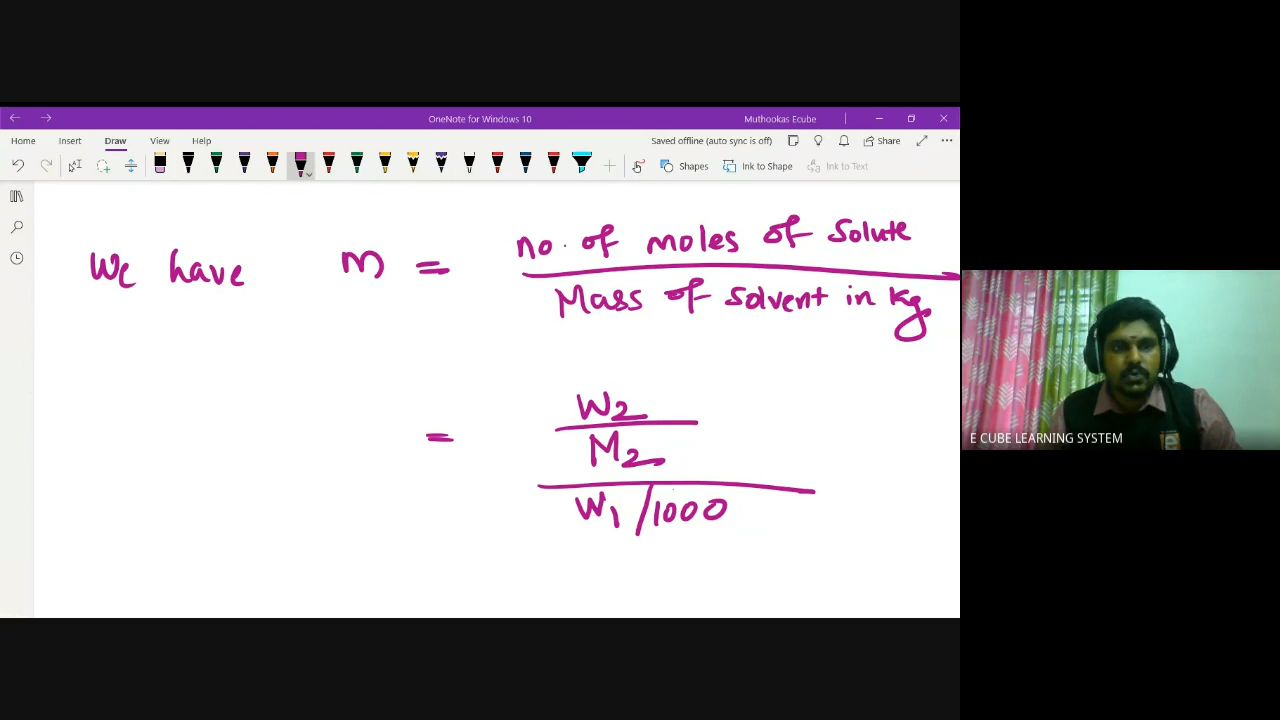 OneNote for Windows 10
Muthookas Ecube
Home Insert Draw View Help
Saved offline (auto sync is off)
Share
Shapes
Ink to Shape
Ink to Text
We have m = no. of moles of solute
Mass of solvent in kg
= W2
M2
W1/1000
E CUBE LEARNING SYSTEM